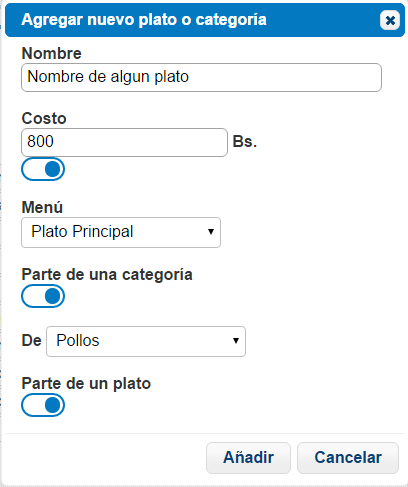 Agregar nuevo plato o categoría
Nombre
Nombre de algun plato
Costo
800 Bs.
Menú
Plato Principal
Parte de una categoría
De Pollos
Parte de un plato
Añadir Cancelar